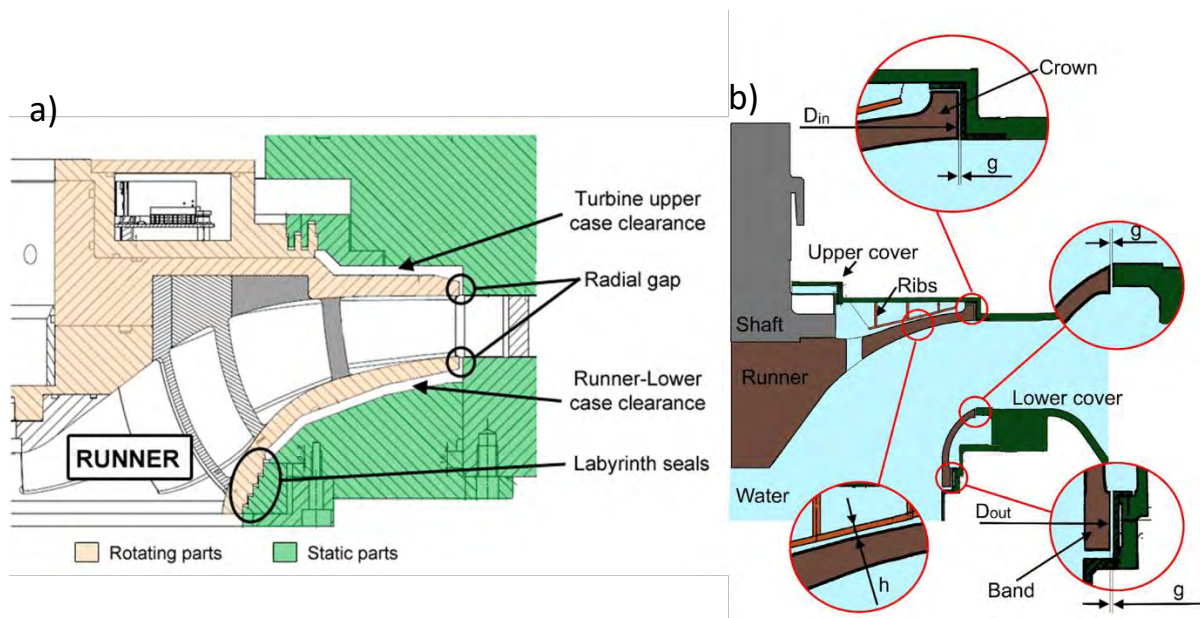 a)
Turbine upper
case clearance
Radial gap
Runner-Lower
case clearance
Labyrinth seals
RUNNER
Rotating parts
Static parts
b)
Crown
Din
g
g
Upper cover
Ribs
Shaft
Runner
Lower cover
Water
Dout
h
Band
g